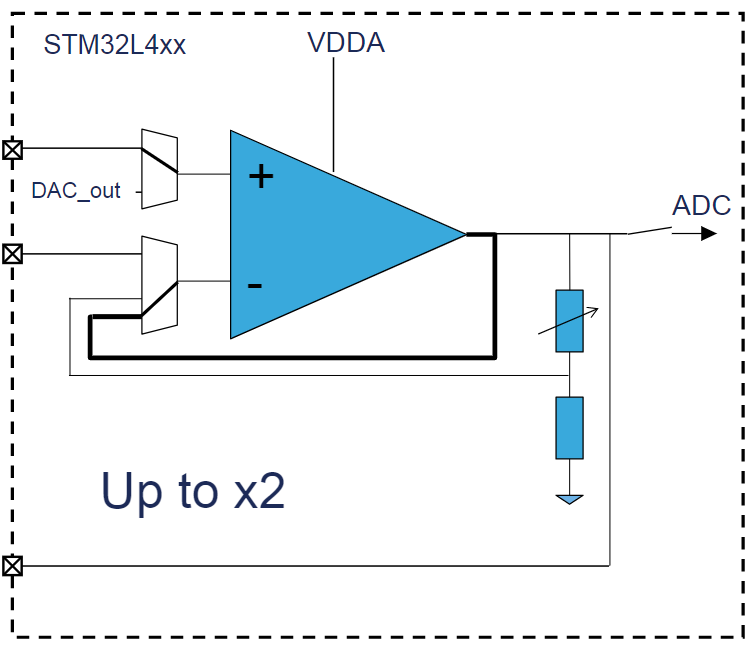 STM32L4xx
VDDA
+
DAC_out
ADC
-
Up to x2